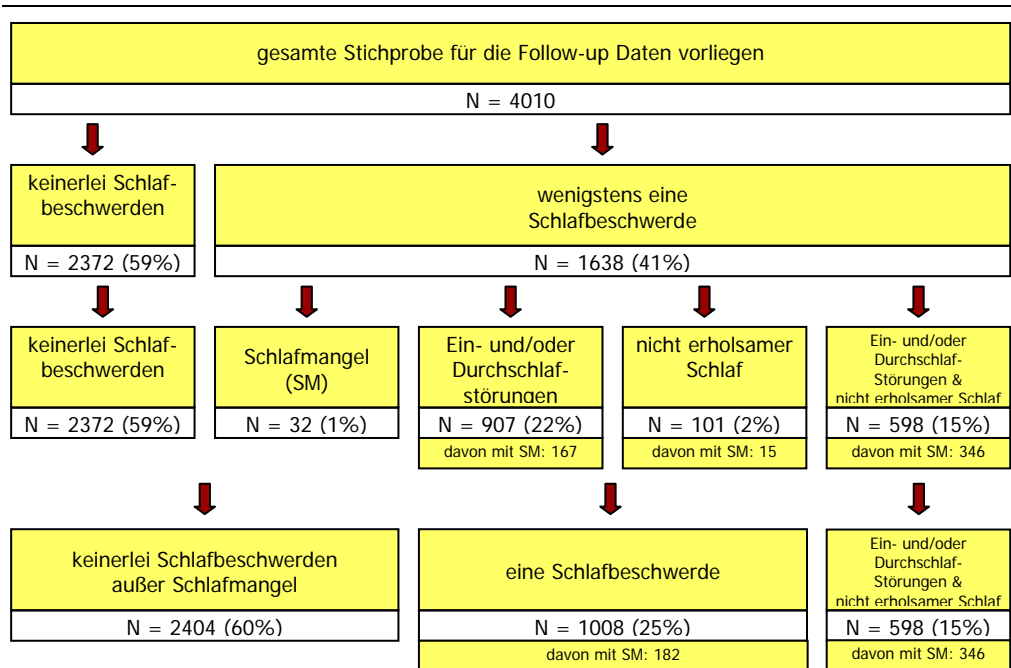 gesamte Stichprobe für die Follow-up Daten vorliegen
N = 4010
keinerlei Schlaf-
beschwerden
N = 2372 (59%)
wenigstens eine
Schlafbeschwerde
N = 1638 (41%)
keinerlei Schlaf-
beschwerden
N = 2372 (59%)
Schlafmangel
(SM)
N = 32 (1%)
Ein- und/oder
Durchschlaf-
störungen
N = 907 (22%)
davon mit SM: 167
nicht erholsamer
Schlaf
N = 101 (2%)
davon mit SM: 15
Ein- und/oder
Durchschlaf-
Störungen &
nicht erholsamer Schlaf
N = 598 (15%)
davon mit SM: 346
keinerlei Schlafbeschwerden
außer Schlafmangel
N = 2404 (60%)
eine Schlafbeschwerde
N = 1008 (25%)
davon mit SM: 182
Ein- und/oder
Durchschlaf-
Störungen &
nicht erholsamer Schlaf
N = 598 (15%)
davon mit SM: 346